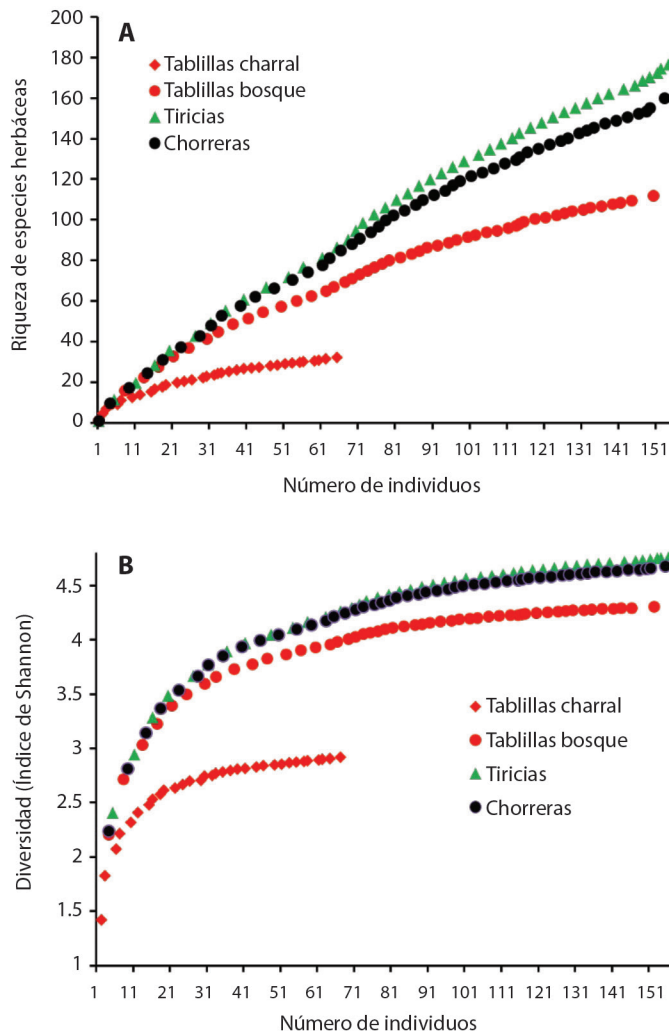 A
Riqueza de especies herbáceas
200
180
160
140
120
100
80
60
40
20
0
Tablillas charral
Tablillas bosque
Tiricias
Chorreras
1 11 21 31 41 51 61 71 81 91 101 111 121 131 141 151
Número de individuos
B
Diversidad (Índice de Shannon)
4.5
4
3.5
3
2.5
2
1.5
1
Tablillas charral
Tablillas bosque
Tiricias
Chorreras
1 11 21 31 41 51 61 71 81 91 101 111 121 131 141 151
Número de individuos